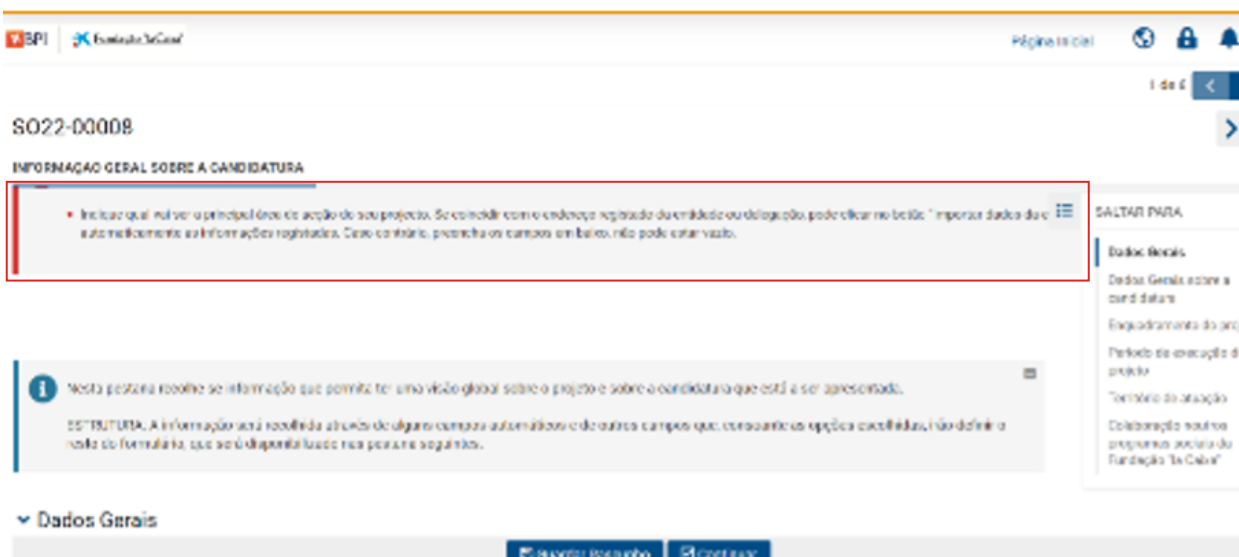 BPI Fundação "la Caixa" Página Inicial
1 de 6
SO22-00008
INFORMAÇÃO GERAL SOBRE A CANDIDATURA
Indique qual vai ser a principal área de acção do seu projecto. Se coincidir com o endereço registado da entidade ou delegação, pode clicar no botão "Importar dados da e
automaticamente as informações registadas. Caso contrário, preencha os campos em baixo, não pode estar vazio.
SALTAR PARA
Dados Gerais
Dados Gerais sobre a
candidatura
Enquadramento do proj
Período de execução d
projeto
Território de atuação
Colaboração noutros
programas sociais da
Fundação "la Caixa"
Nesta pestana recolhe se informação que permita ter uma visão global sobre o projeto e sobre a candidatura que está a ser apresentada.
ESTRUTURA: A informação será recolhida através de alguns campos automáticos e de outros campos que, consoante as opções escolhidas, irão definir o
resto do formulário, que será disponibilizado nas pestana seguintes.
Dados Gerais
Guardar Rascunho Continuar